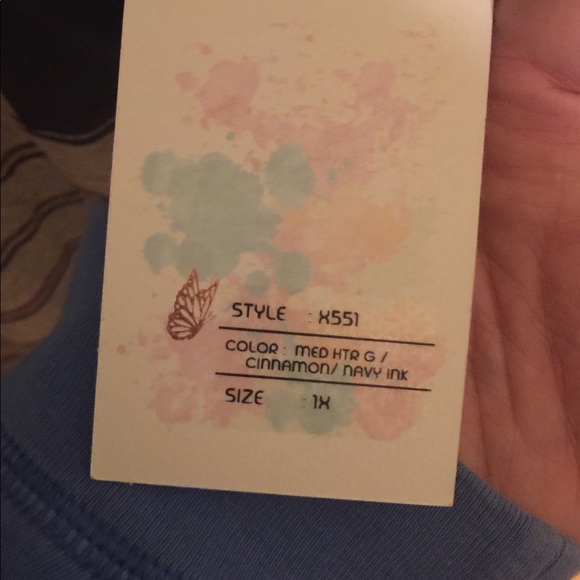 STYLE : X551
COLOR : MED HTR G /
CINNAMON/ NAVY INK
SIZE : 1X